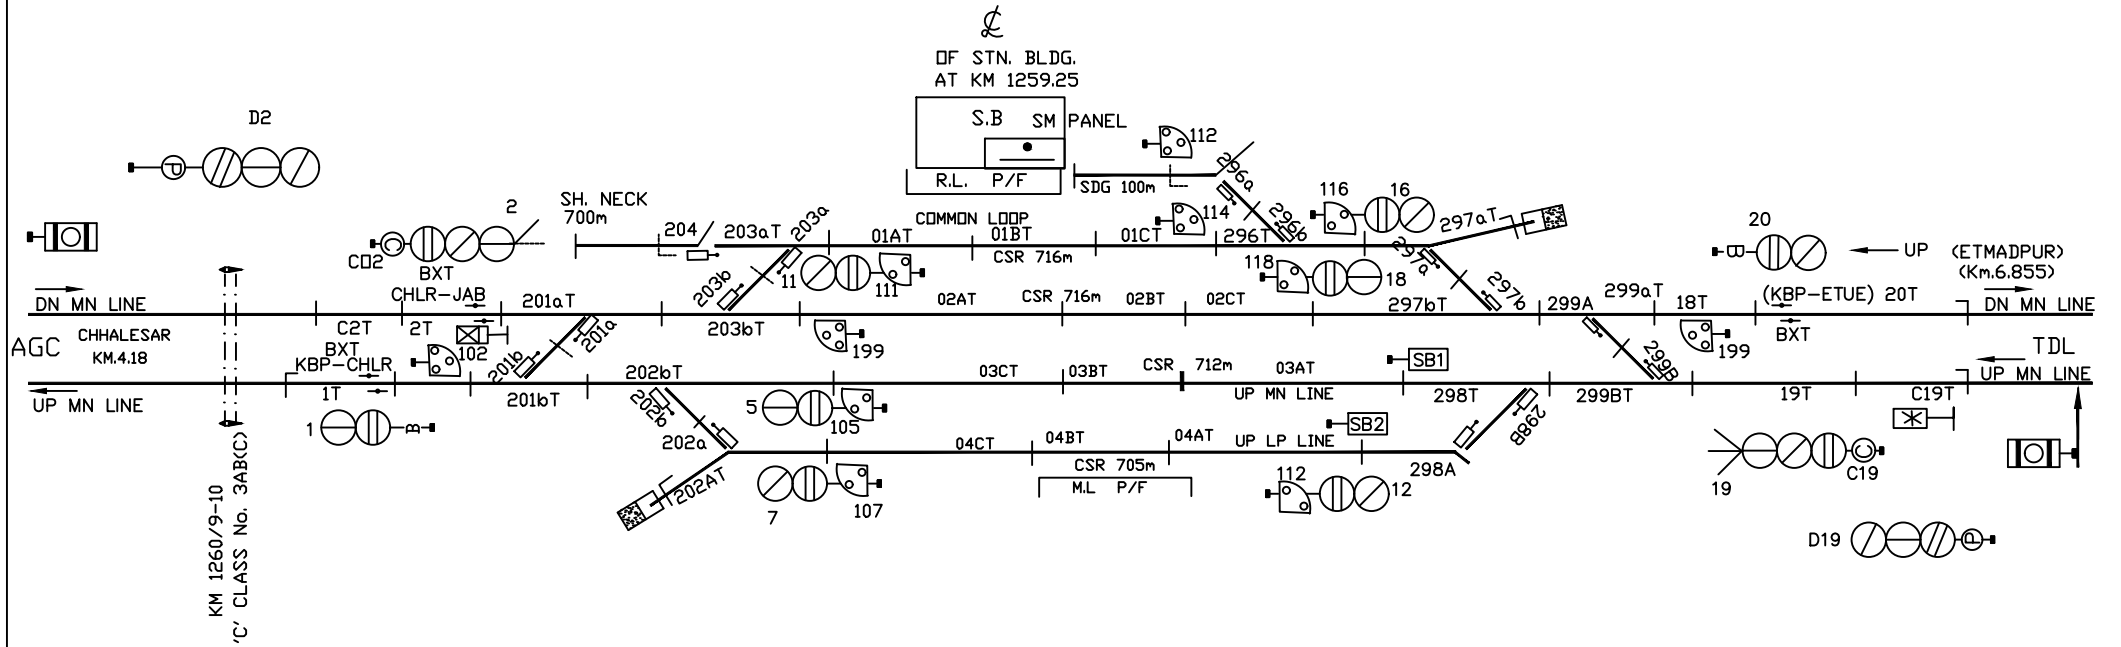 OF STN. BLDG.
AT KM 1259.25
D2
S.B
SM PANEL
112
R.L. P/F
SDG 100m
296a
SH. NECK
700m
2
204
203aT
203a
COMMON LOOP
01AT
01BT
01CT
CSR 716m
114
296T
296b
116
16
297aT
20
UP
(ETMADPUR)
(Km.6.855)
C02
BXT
CHLR-JAB
11
111
118
18
297a
DN MN LINE
201aT
203b
02AT
CSR 716m
02BT
02CT
297bT
297b
299A
299aT
18T
(KBP-ETUE) 20T
DN MN LINE
C2T
2T
201a
203bT
BXT
AGC
CHHALESAR
KM.4.18
BXT
KBP-CHLR
102
201b
199
SB1
299B
199
TDL
UP MN LINE
1T
201bT
202bT
03CT
03BT
CSR 712m
03AT
UP MN LINE
298T
299BT
19T
C19T
UP MN LINE
1
B
202b
5
105
SB2
298B
202a
04CT
04BT
04AT
UP LP LINE
CSR 705m
298A
M.L P/F
202AT
7
107
112
12
19
C19
C
D19
P
KM 1260/9-10
'C' CLASS No. 3AB(C)
P
C
B